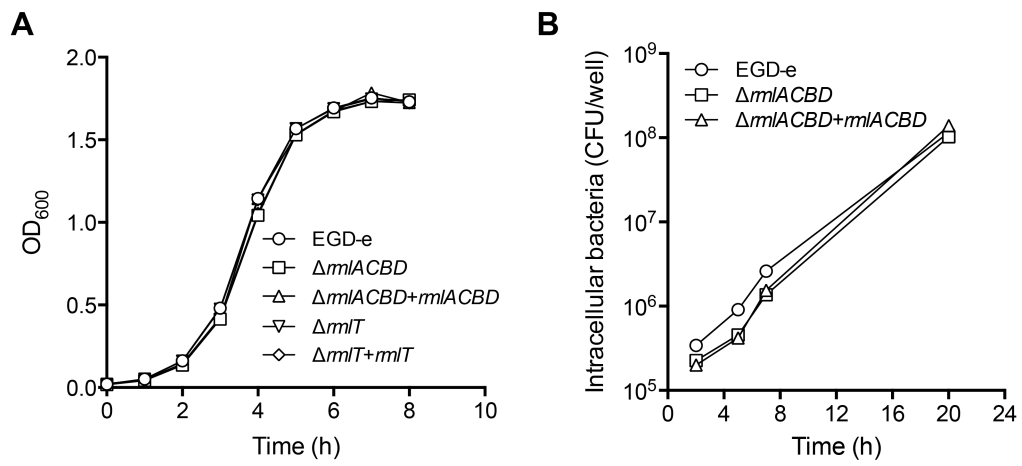 A
OD600
2.0
1.5
1.0
0.5
0.0
EGD-e
ΔrmlACBD
ΔrmlACBD+rmlACBD
ΔrmlT
ΔrmlT+rmlT
0 2 4 6 8 10
Time (h)
B
Intracellular bacteria (CFU/well)
10⁹
10⁸
10⁷
10⁶
10⁵
EGD-e
ΔrmlACBD
ΔrmlACBD+rmlACBD
0 4 8 12 16 20 24
Time (h)